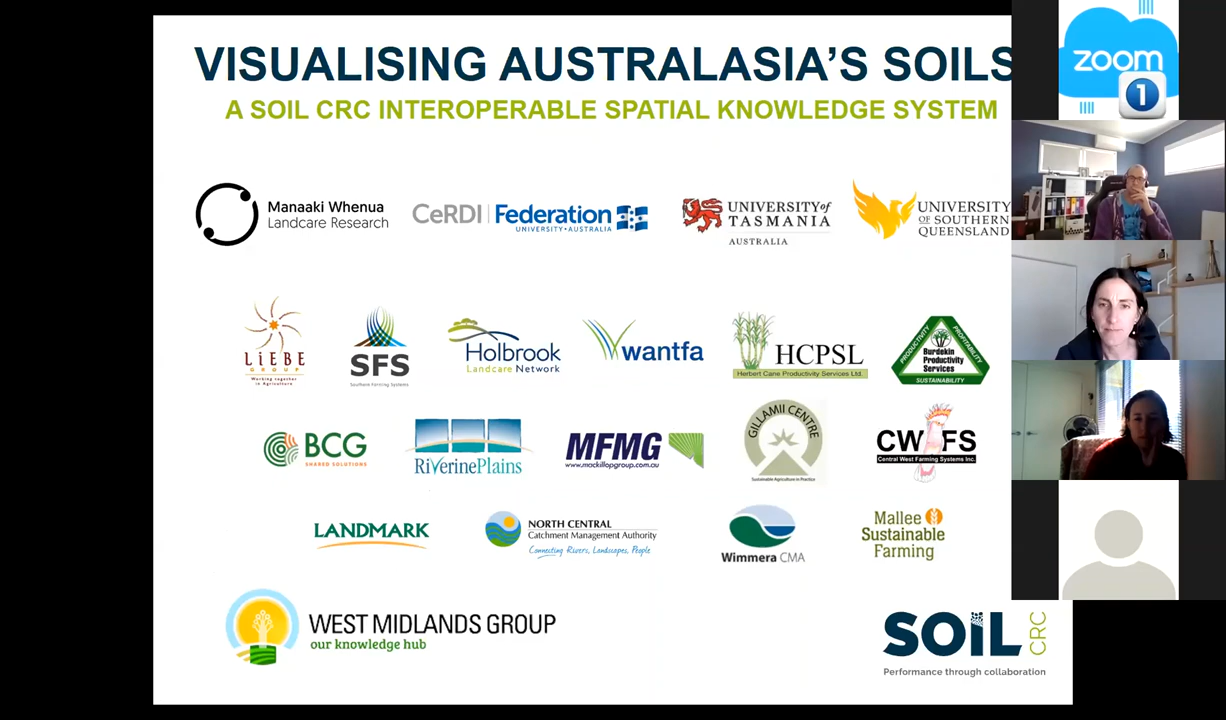 VISUALISING AUSTRALASIA'S SOILS
A SOIL CRC INTEROPERABLE SPATIAL KNOWLEDGE SYSTEM
zoom
1
Manaaki Whenua
Landcare Research
CeRDI
Federation
UNIVERSITY • AUSTRALIA
UNIVERSITY of
TASMANIA
AUSTRALIA
UNIVERSITY
OF SOUTHERN
QUEENSLAND
LiEBE
GROUP
Working together
in Agriculture
SFS
Southern Farming Systems
Holbrook
Landcare Network
wantfa
HCPSL
Herbert Cane Productivity Services Ltd.
PRODUCTIVITY
PROFITABILITY
Burdekin
Productivity
Services
SUSTAINABILITY
BCG
SHARED SOLUTIONS
RiVerinePlains
MFMG
www.mackillopgroup.com.au
GILLAMII CENTRE
Sustainable Agriculture in Practice
CWFS
Central West Farming Systems Inc.
LANDMARK
NORTH CENTRAL
Catchment Management Authority
Connecting Rivers, Landscapes, People
Wimmera CMA
Mallee
Sustainable
Farming
WEST MIDLANDS GROUP
our knowledge hub
SOiL CRC
Performance through collaboration